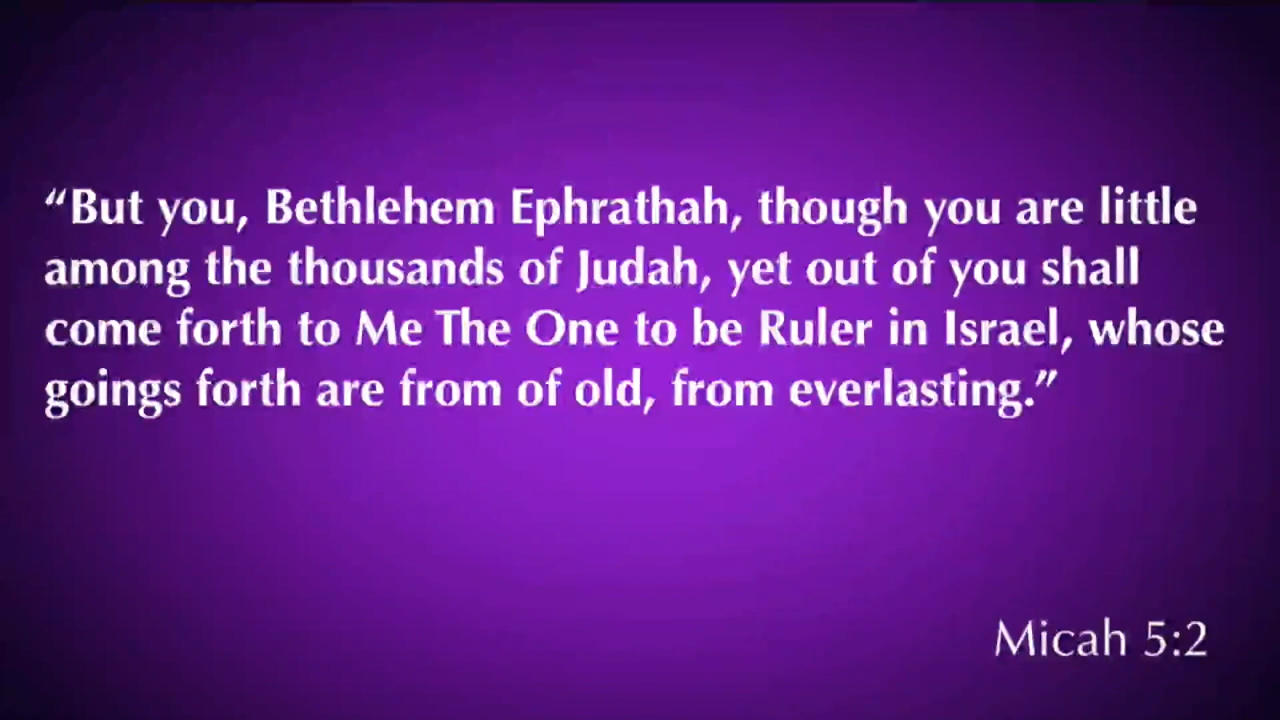 “But you, Bethlehem Ephrathah, though you are little
among the thousands of Judah, yet out of you shall
come forth to Me The One to be Ruler in Israel, whose
goings forth are from of old, from everlasting.”
Micah 5:2